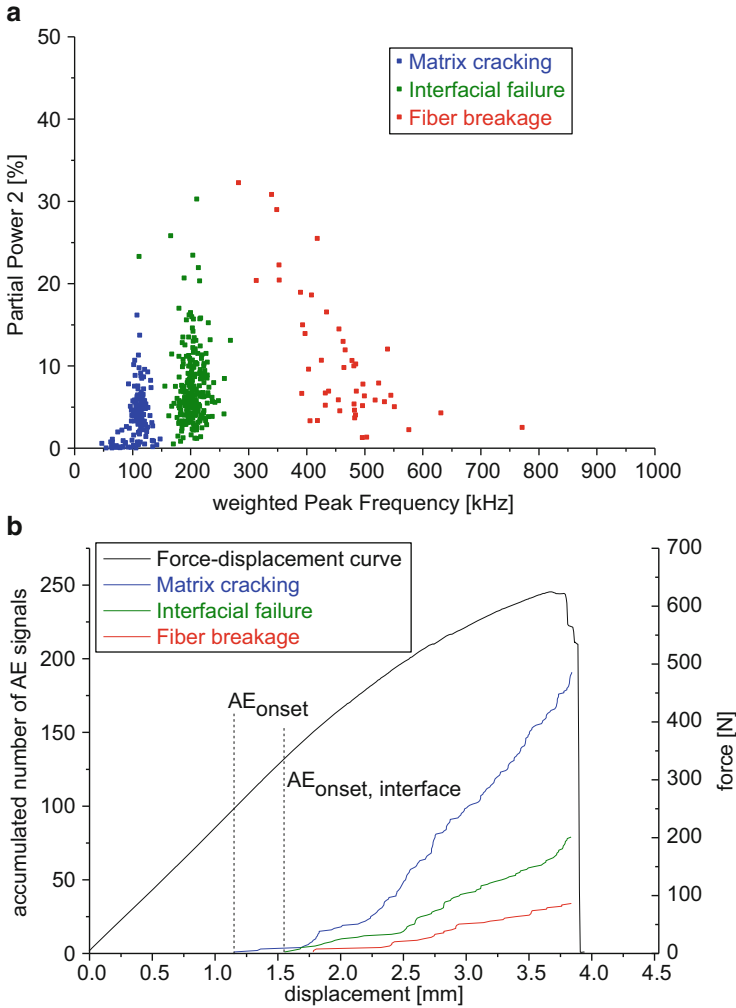 a
50
40
30
20
10
0
Partial Power 2 [%]
Matrix cracking
Interfacial failure
Fiber breakage
0 100 200 300 400 500 600 700 800 900 1000
weighted Peak Frequency [kHz]
b
250
200
150
100
50
0
accumulated number of AE signals
Force-displacement curve
Matrix cracking
Interfacial failure
Fiber breakage
AEonset
AEonset, interface
700
600
500
400
300
200
100
0
force [N]
0.0 0.5 1.0 1.5 2.0 2.5 3.0 3.5 4.0 4.5
displacement [mm]